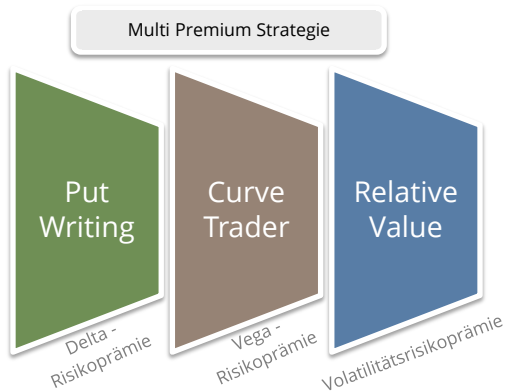 Multi Premium Strategie
Put
Writing
Curve
Trader
Relative
Value
Delta -
Risikoprämie
Vega -
Risikoprämie
Volatilitätsrisikoprämie